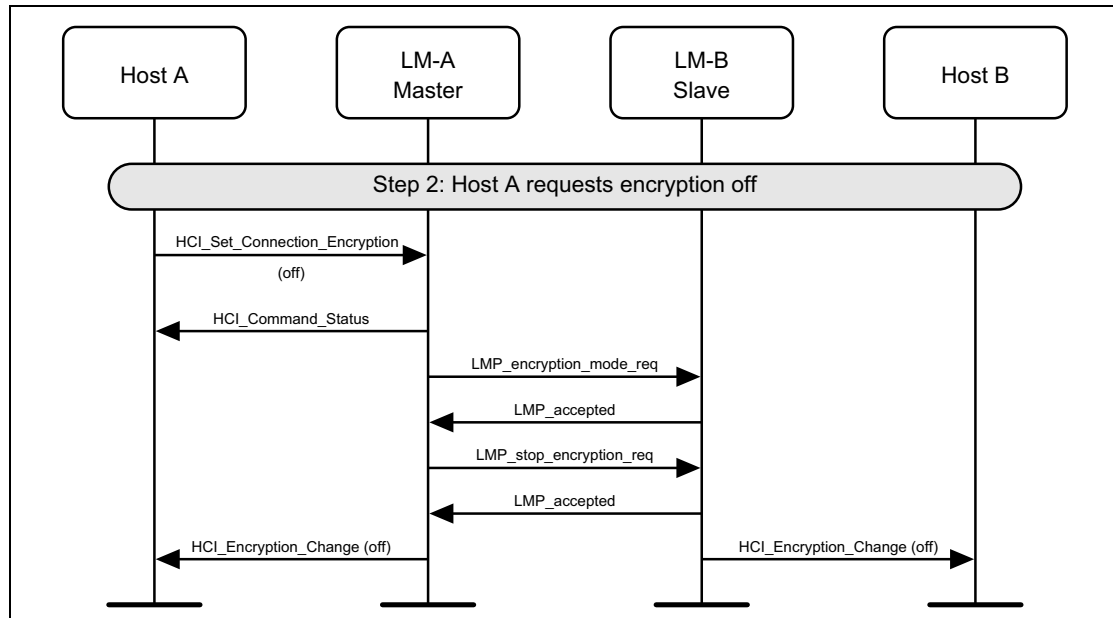 Host A
LM-A
Master
LM-B
Slave
Host B
Step 2: Host A requests encryption off
HCI_Set_Connection_Encryption
(off)
HCI_Command_Status
LMP_encryption_mode_req
LMP_accepted
LMP_stop_encryption_req
LMP_accepted
HCI_Encryption_Change (off)
HCI_Encryption_Change (off)